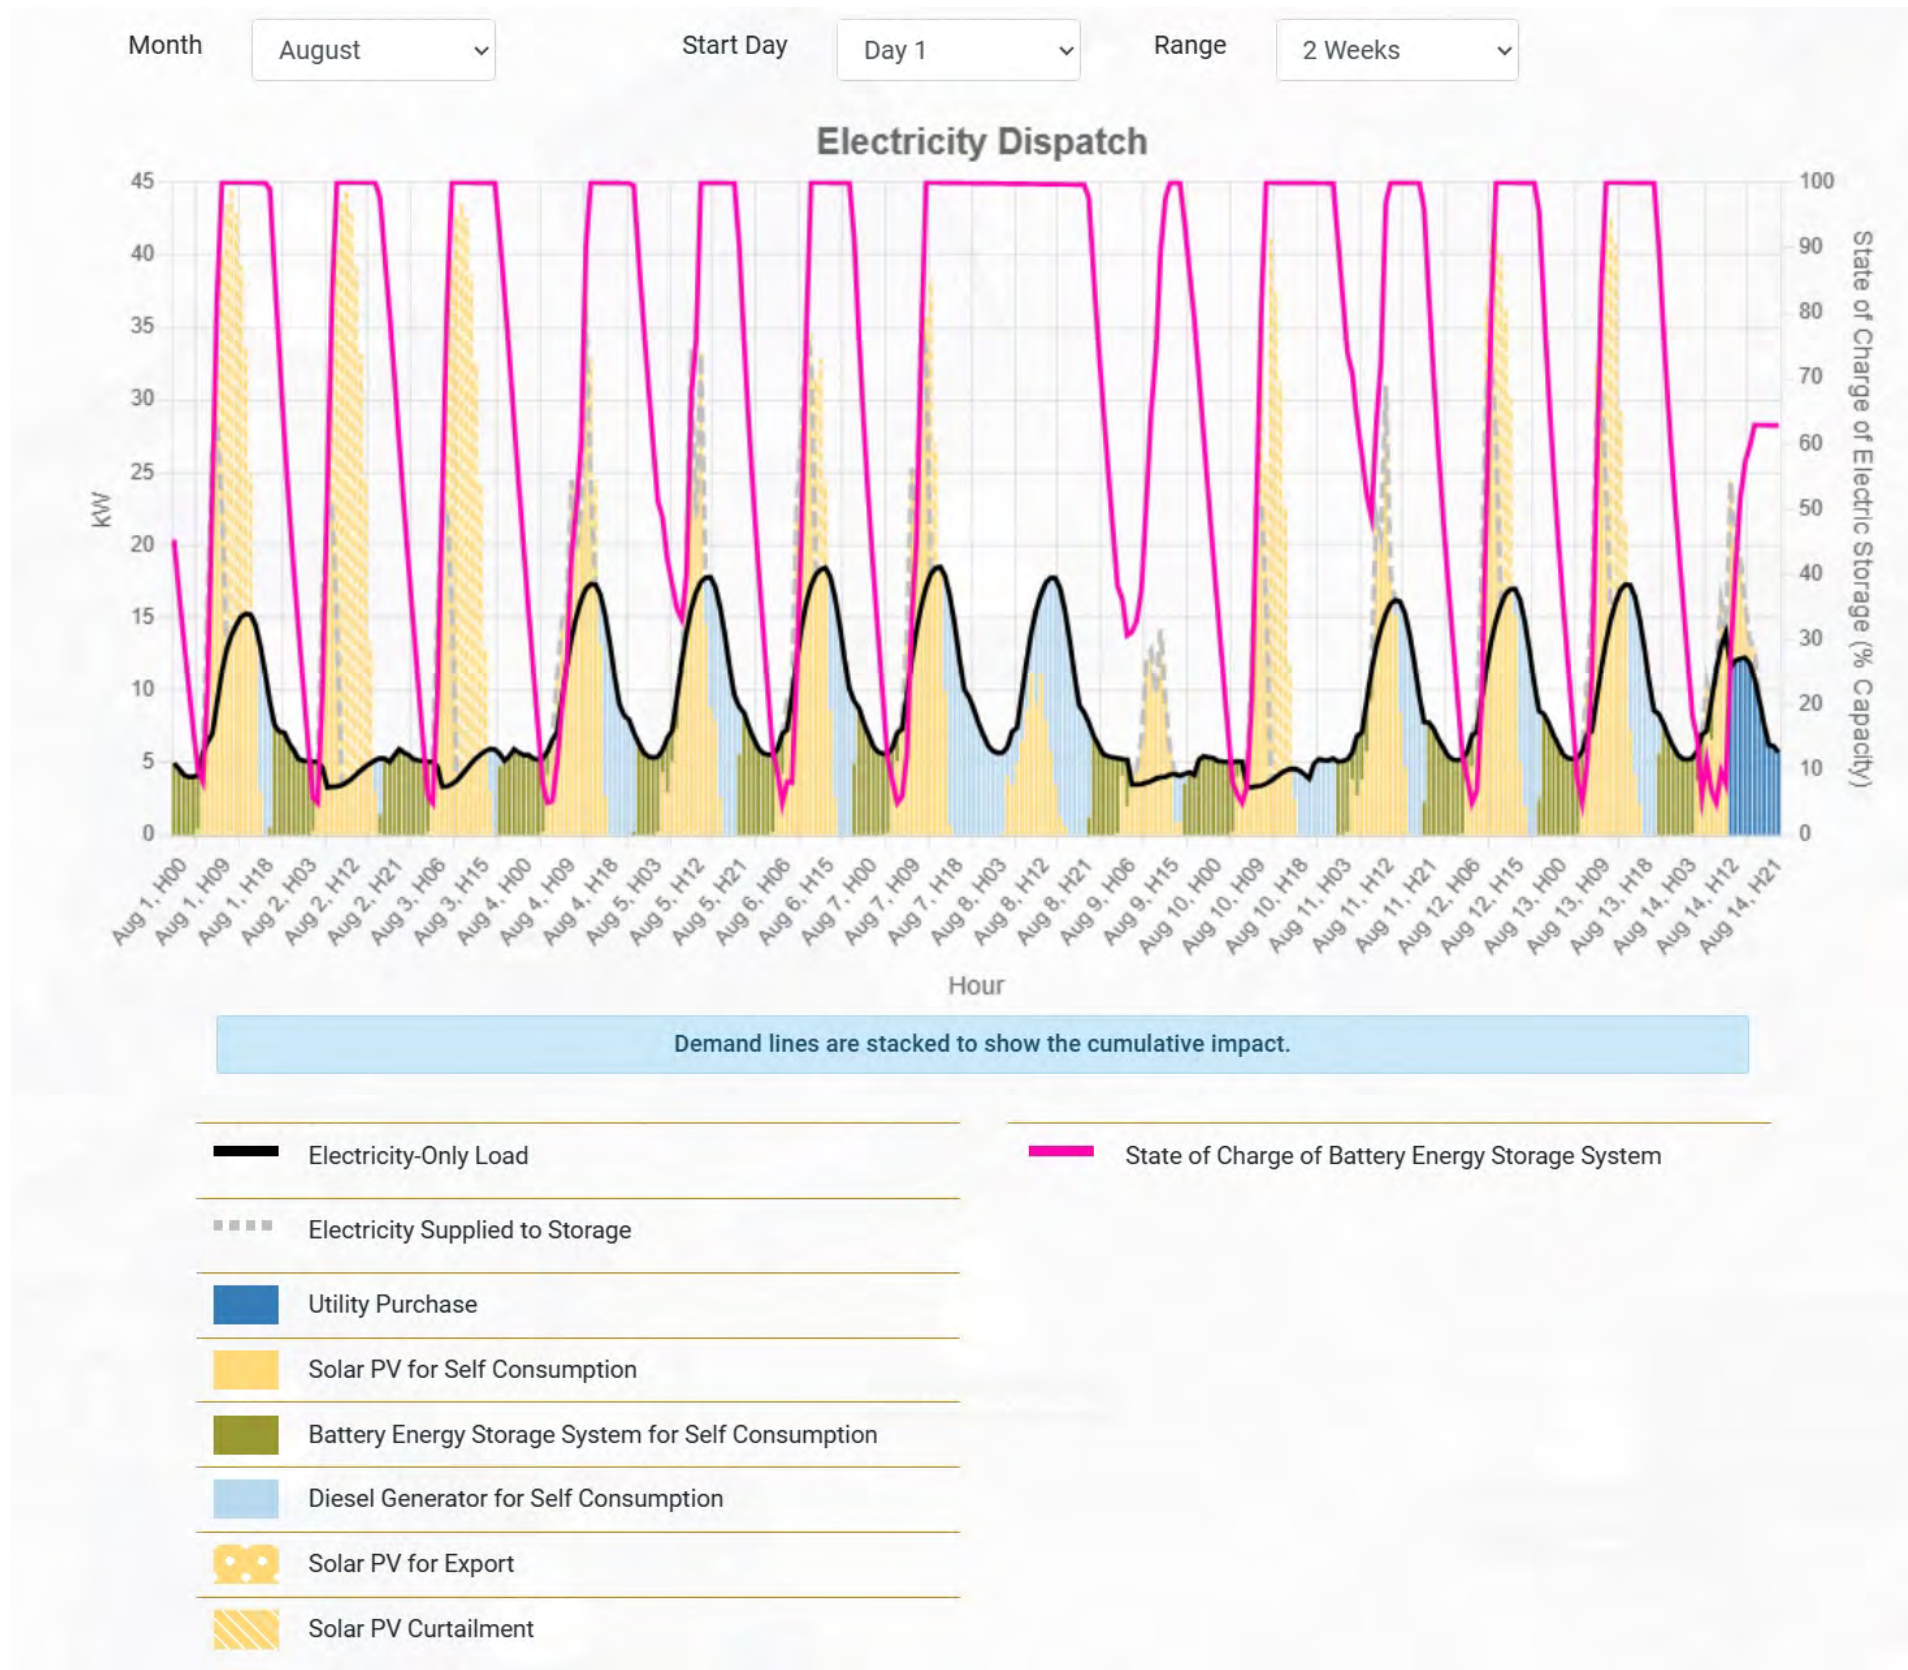 Month August Start Day Day 1 Range 2 Weeks
Electricity Dispatch
45
40
35
30
25
20
15
10
5
0
kW
100
90
80
70
60
50
40
30
20
10
0
State of Charge of Electric Storage (% Capacity)
Aug 1, H00
Aug 1, H09
Aug 1, H18
Aug 2, H03
Aug 2, H12
Aug 2, H21
Aug 3, H06
Aug 3, H15
Aug 4, H00
Aug 4, H09
Aug 4, H18
Aug 5, H03
Aug 5, H12
Aug 5, H21
Aug 6, H06
Aug 6, H15
Aug 7, H00
Aug 7, H09
Aug 7, H18
Aug 8, H03
Aug 8, H12
Aug 8, H21
Aug 9, H06
Aug 9, H15
Aug 10, H00
Aug 10, H09
Aug 10, H18
Aug 11, H03
Aug 11, H12
Aug 11, H21
Aug 12, H06
Aug 12, H15
Aug 13, H00
Aug 13, H09
Aug 13, H18
Aug 14, H03
Aug 14, H12
Aug 14, H21
Hour
Demand lines are stacked to show the cumulative impact.
Electricity-Only Load
Electricity Supplied to Storage
Utility Purchase
Solar PV for Self Consumption
Battery Energy Storage System for Self Consumption
Diesel Generator for Self Consumption
Solar PV for Export
Solar PV Curtailment
State of Charge of Battery Energy Storage System